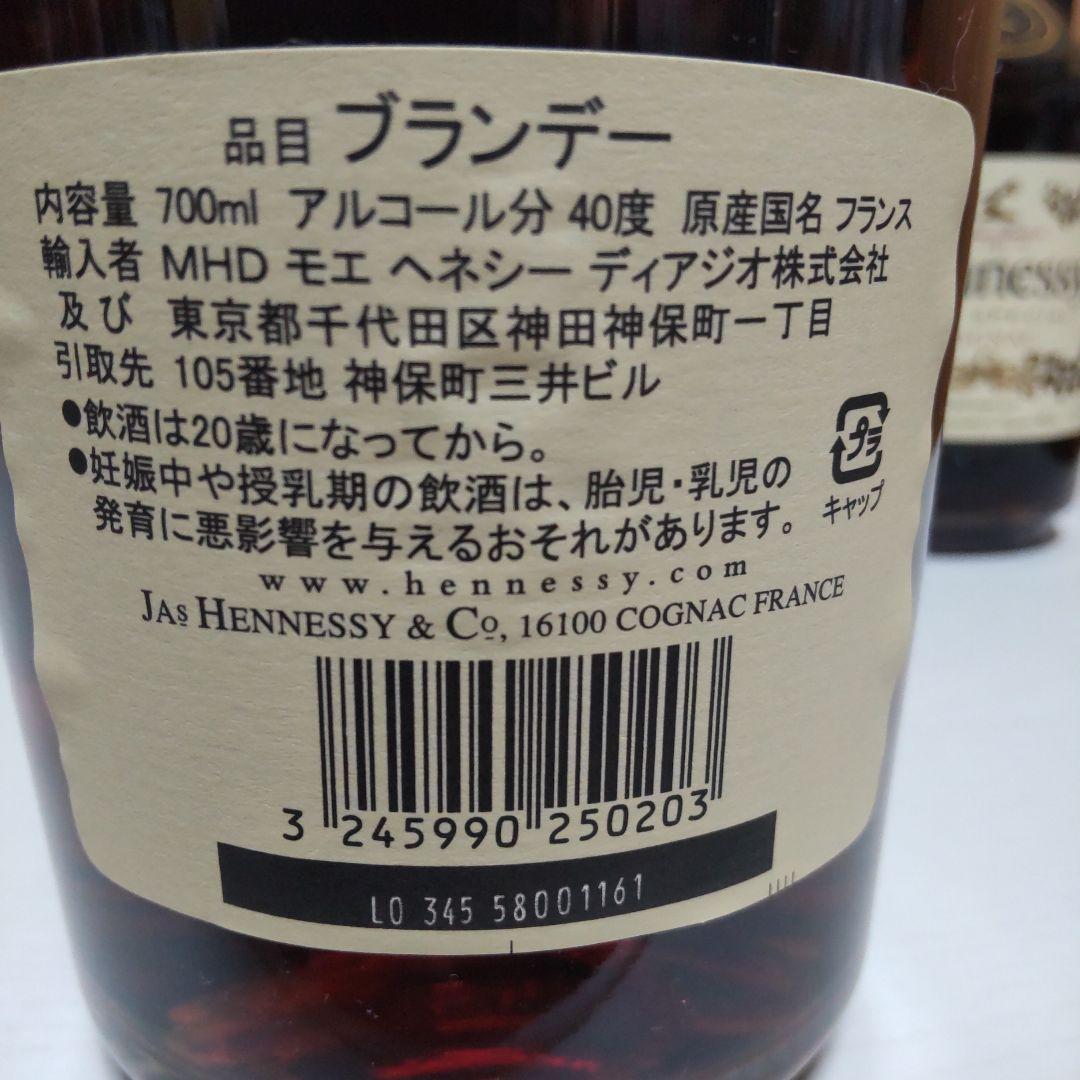 品目 ブランデー
内容量 700ml アルコール分 40度 原産国名 フランス
輸入者 MHD モエ ヘネシー ディアジオ株式会社
及び 東京都千代田区神田神保町一丁目
引取先 105番地 神保町三井ビル
●飲酒は20歳になってから。
●妊娠中や授乳期の飲酒は、胎児・乳児の
発育に悪影響を与えるおそれがあります。
プラ
キャップ
www.hennessy.com
JAS HENNESSY & Co, 16100 COGNAC FRANCE
3 245990 250203
L0 345 58001161